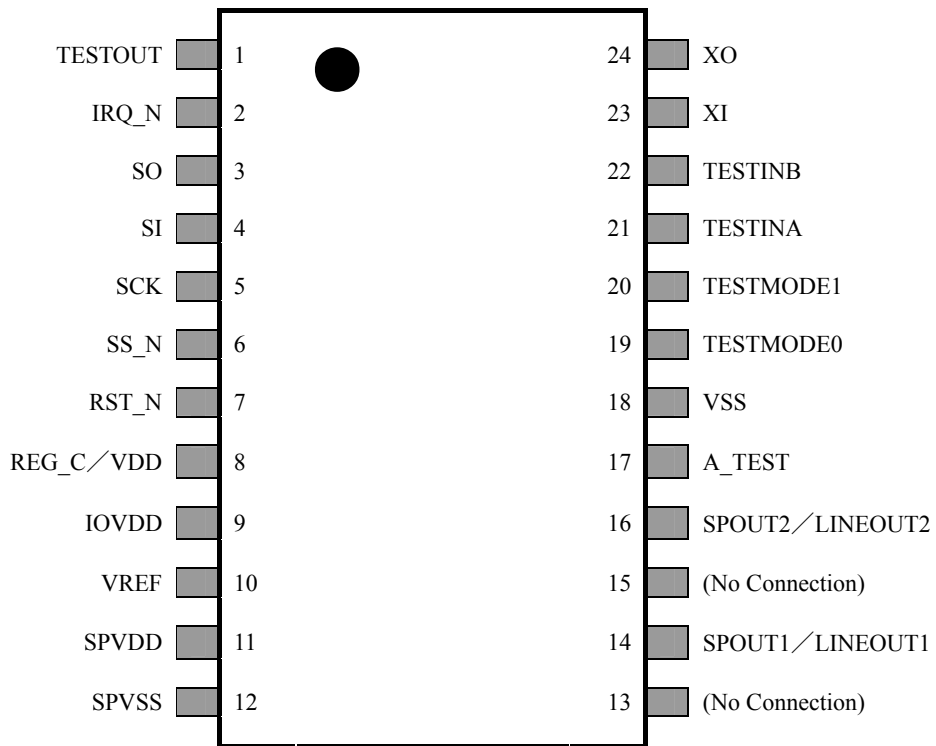 TESTOUT 1 24 XO
IRQ_N 2 23 XI
SO 3 22 TESTINB
SI 4 21 TESTINA
SCK 5 20 TESTMODE1
SS_N 6 19 TESTMODE0
RST_N 7 18 VSS
REG_C／VDD 8 17 A_TEST
IOVDD 9 16 SPOUT2／LINEOUT2
VREF 10 15 (No Connection)
SPVDD 11 14 SPOUT1／LINEOUT1
SPVSS 12 13 (No Connection)